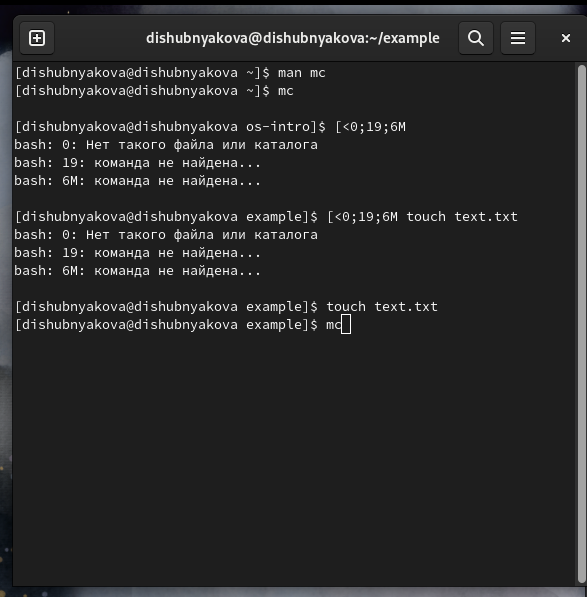 dishubnyakova@dishubnyakova:~/example
[dishubnyakova@dishubnyakova ~]$ man mc
[dishubnyakova@dishubnyakova ~]$ mc
[dishubnyakova@dishubnyakova os-intro]$ [<0;19;6M
bash: 0: Нет такого файла или каталога
bash: 19: команда не найдена...
bash: 6M: команда не найдена...
[dishubnyakova@dishubnyakova example]$ [<0;19;6M touch text.txt
bash: 0: Нет такого файла или каталога
bash: 19: команда не найдена...
bash: 6M: команда не найдена...
[dishubnyakova@dishubnyakova example]$ touch text.txt
[dishubnyakova@dishubnyakova example]$ mc